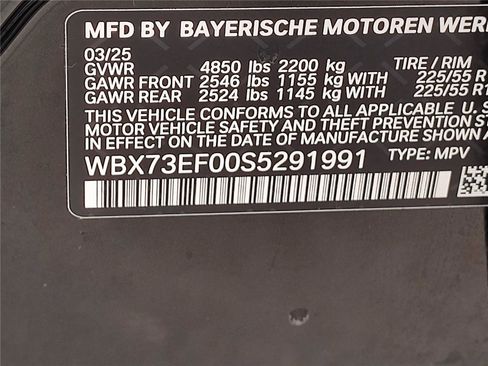 MFD BY BAYERISCHE MOTOREN
03/25
GVWR 4850 lbs 2200 kg TIRE / RIM
GAWR FRONT 2546 lbs 1155 kg WITH 225/55 R
GAWR REAR 2524 lbs 1145 kg WITH 225/55 R1
THIS VEHICLE CONFORMS TO ALL APPLICABLE U. S.
MOTOR VEHICLE SAFETY AND THEFT PREVENTION
EFFECT ON THE DATE OF MANUFACTURE SHOWN
WBX73EF00S5291991 TYPE: MPV